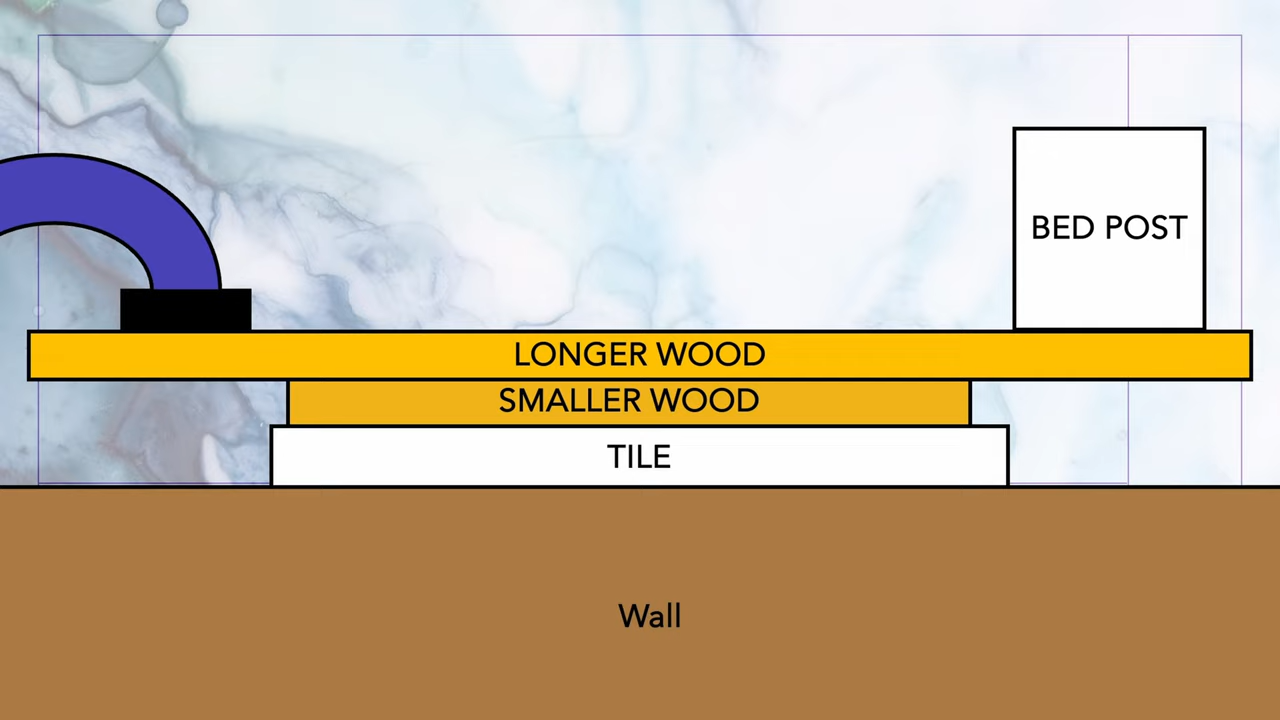 BED POST
LONGER WOOD
SMALLER WOOD
TILE
Wall